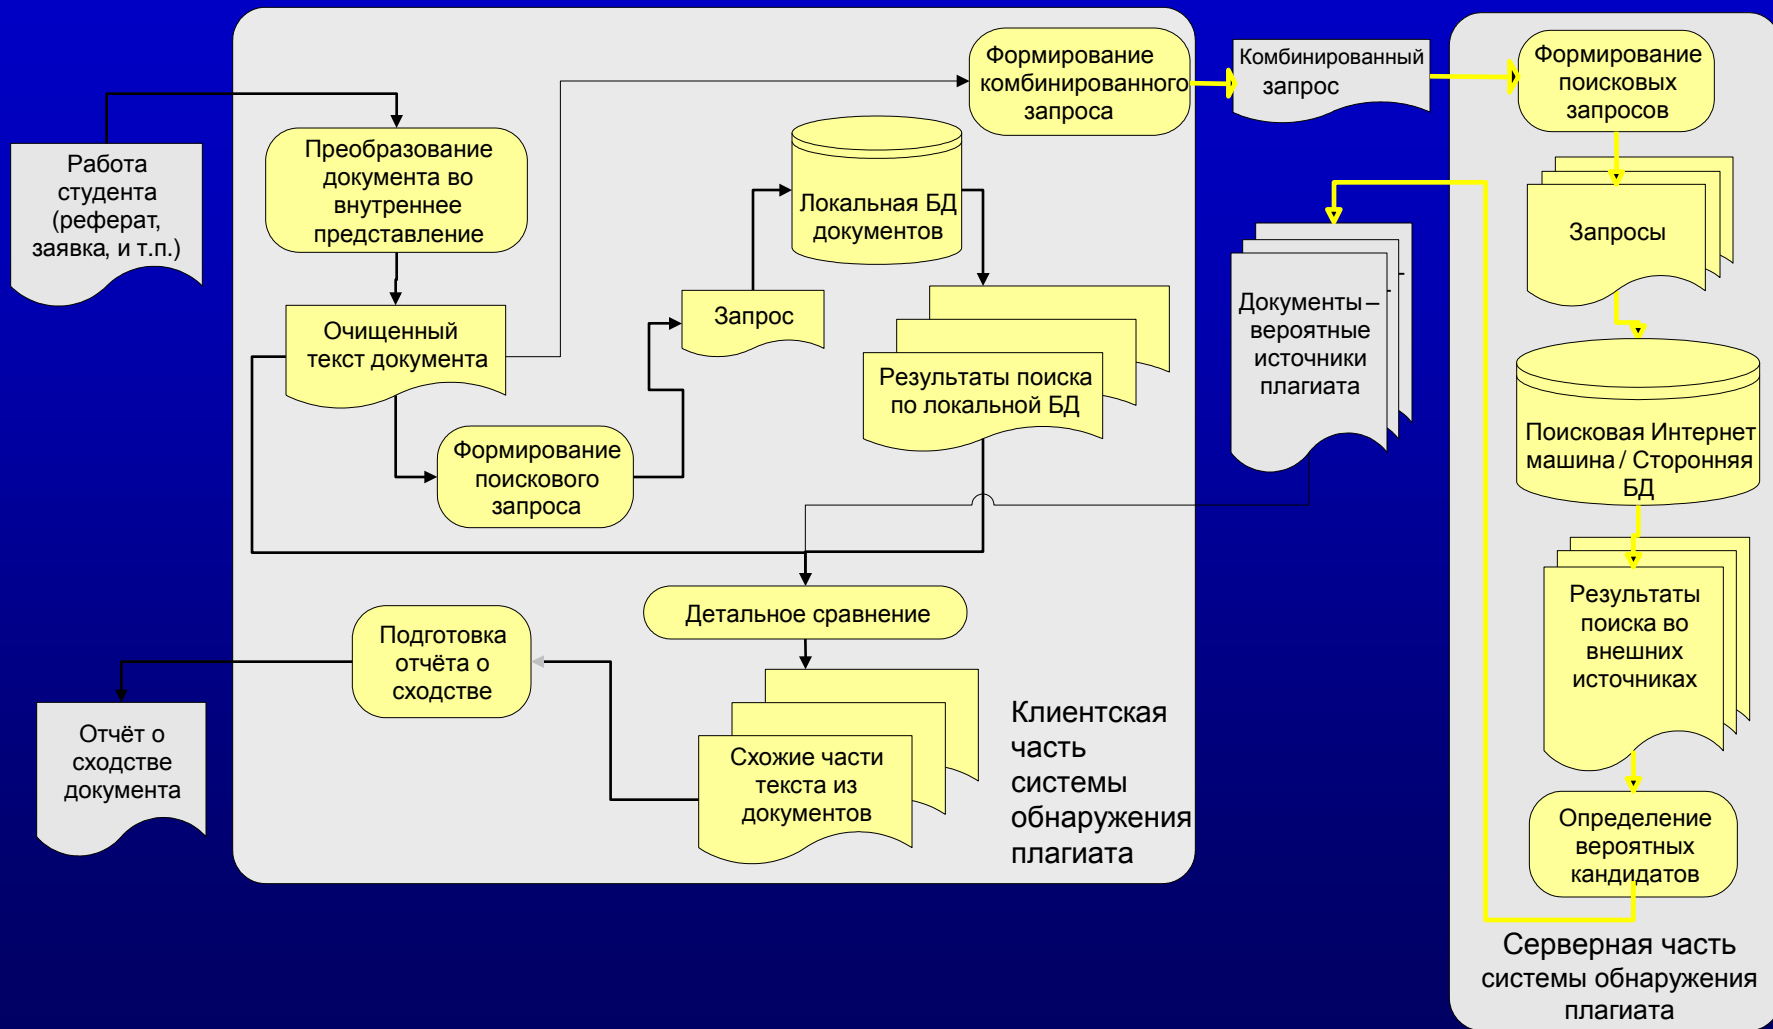 Формирование
комбинированного
запроса
Комбинированный
запрос
Формирование
поисковых
запросов
Работа
студента
(реферат,
заявка, и т.п.)
Преобразование
документа во
внутреннее
представление
Локальная БД
документов
Запросы
Очищенный
текст документа
Запрос
Документы –
вероятные
источники
плагиата
Результаты поиска
по локальной БД
Формирование
поискового
запроса
Поисковая Интернет
машина / Сторонняя
БД
Детальное сравнение
Результаты
поиска во
внешних
источниках
Подготовка
отчёта о
сходстве
Отчёт о
сходстве
документа
Схожие части
текста из
документов
Клиентская
часть
системы
обнаружения
плагиата
Определение
вероятных
кандидатов
Серверная часть
системы обнаружения
плагиата